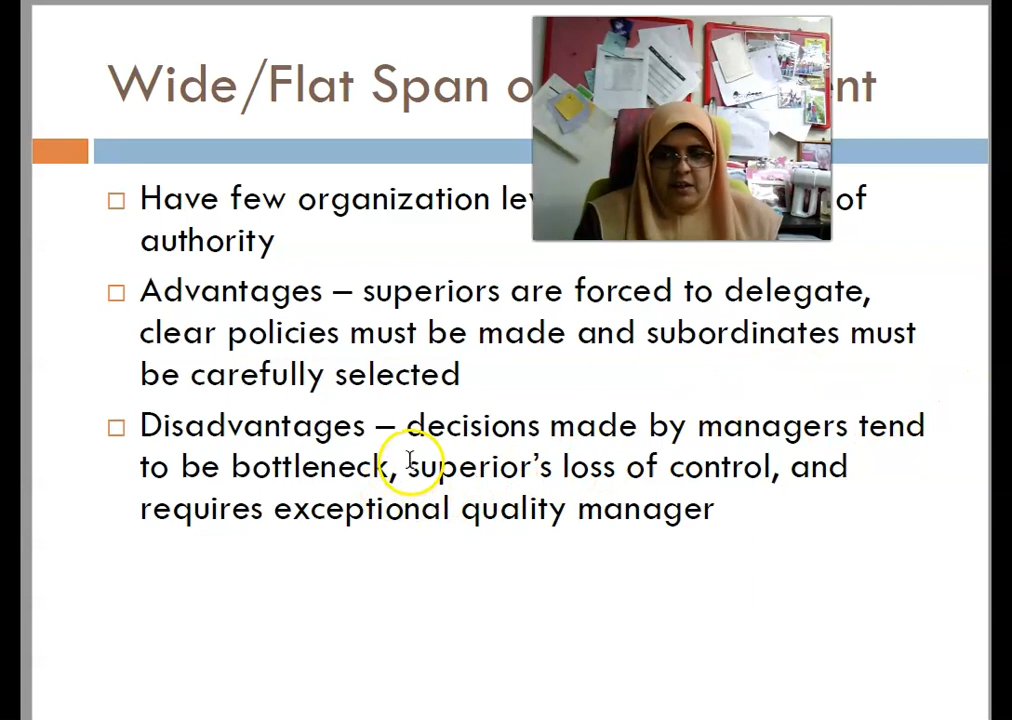 Wide/Flat Span
Have few organization of
authority
Advantages – superiors are forced to delegate,
clear policies must be made and subordinates must
be carefully selected
Disadvantages – decisions made by managers tend
to be bottleneck, superior’s loss of control, and
requires exceptional quality manager